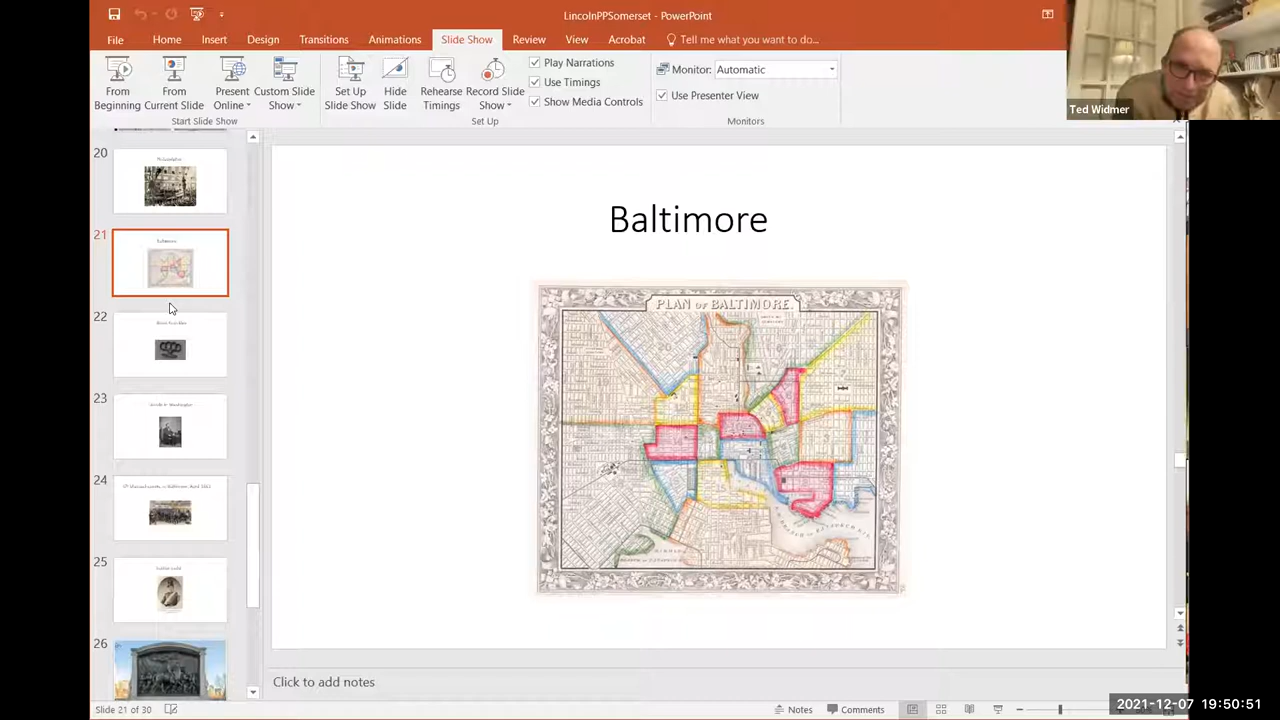 LincolnPPSomerset - PowerPoint
File Home Insert Design Transitions Animations Slide Show Review View Acrobat Tell me what you want to do...
From Beginning
From Current Slide
Present Online
Custom Slide Show
Start Slide Show
Set Up Slide Show
Hide Slide
Rehearse Timings
Record Slide Show
Play Narrations
Use Timings
Show Media Controls
Set Up
Monitor: Automatic
Use Presenter View
Monitors
Ted Widmer
20
Philadelphia
21
Baltimore
22
23
24
25
26
Baltimore
PLAN OF BALTIMORE.
Click to add notes
Slide 21 of 30
Notes
Comments
2021-12-07 19:50:51